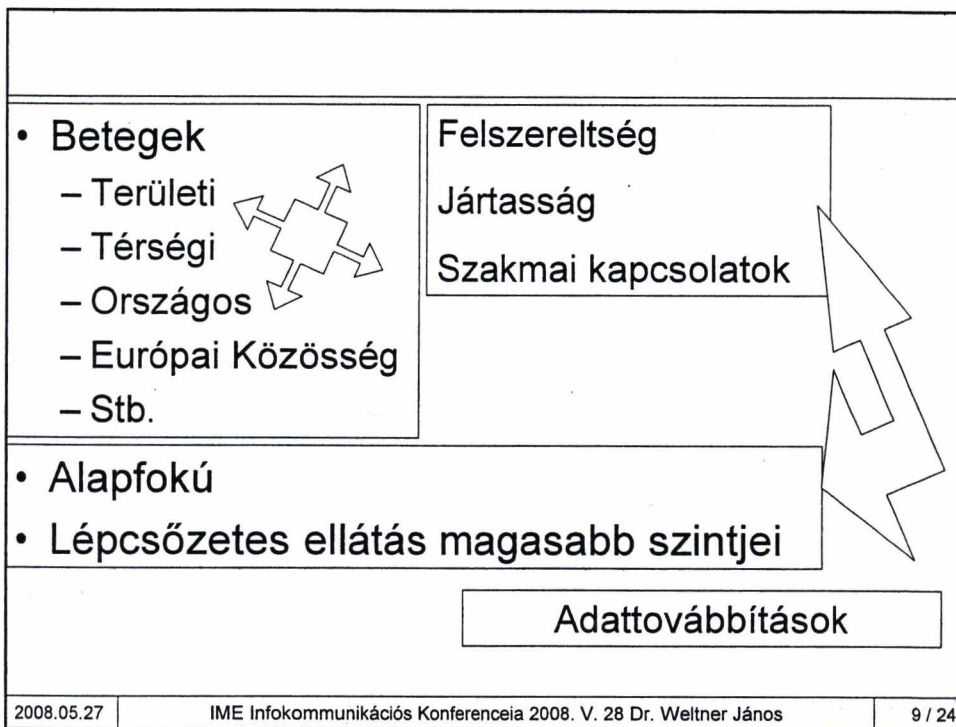 • Betegek
– Területi
– Térségi
– Országos
– Európai Közösség
– Stb.
Felszereltség
Jártasság
Szakmai kapcsolatok
• Alapfokú
• Lépcsőzetes ellátás magasabb szintjei
Adattovábbítások
2008.05.27
IME Infokommunikációs Konferenceia 2008. V. 28 Dr. Weltner János
9 / 24